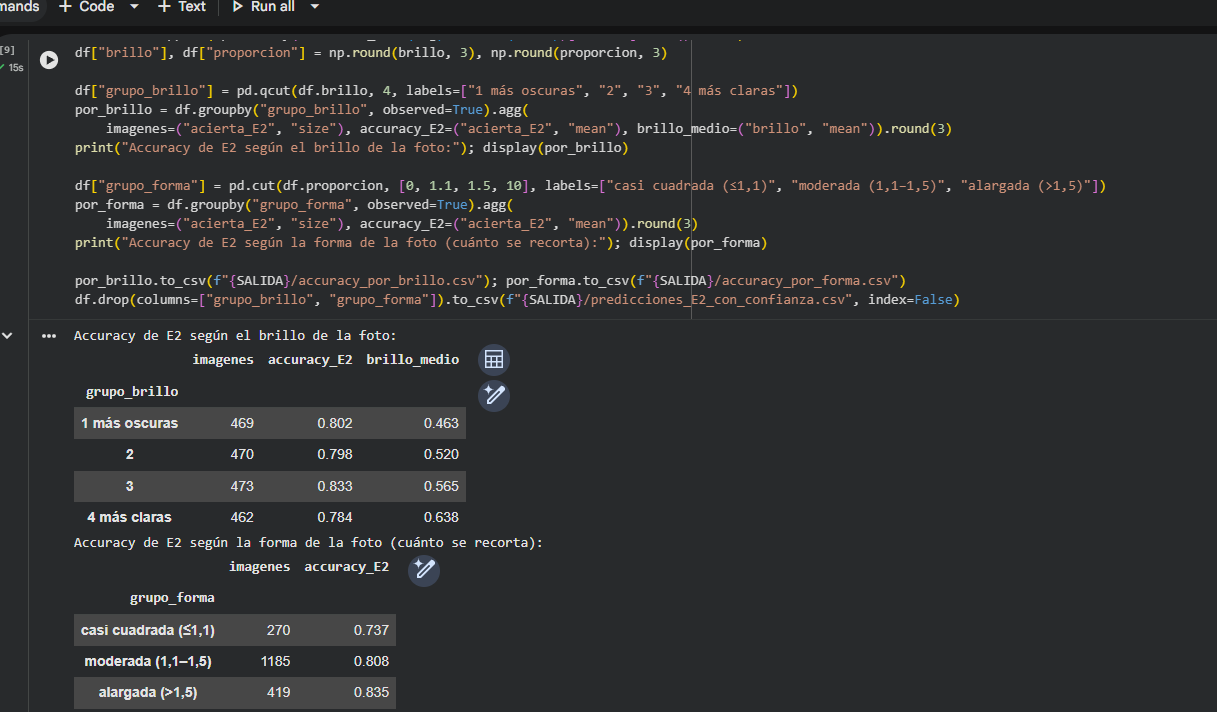 mands + Code + Text Run all
[9]
15s
df["brillo"], df["proporcion"] = np.round(brillo, 3), np.round(proporcion, 3)
df["grupo_brillo"] = pd.qcut(df.brillo, 4, labels=["1 más oscuras", "2", "3", "4 más claras"])
por_brillo = df.groupby("grupo_brillo", observed=True).agg(
    imagenes=("acierta_E2", "size"), accuracy_E2=("acierta_E2", "mean"), brillo_medio=("brillo", "mean")).round(3)
print("Accuracy de E2 según el brillo de la foto:"); display(por_brillo)
df["grupo_forma"] = pd.cut(df.proporcion, [0, 1.1, 1.5, 10], labels=["casi cuadrada (≤1,1)", "moderada (1,1–1,5)", "alargada (>1,5)"])
por_forma = df.groupby("grupo_forma", observed=True).agg(
    imagenes=("acierta_E2", "size"), accuracy_E2=("acierta_E2", "mean")).round(3)
print("Accuracy de E2 según la forma de la foto (cuánto se recorta):"); display(por_forma)
por_brillo.to_csv(f"{SALIDA}/accuracy_por_brillo.csv"); por_forma.to_csv(f"{SALIDA}/accuracy_por_forma.csv")
df.drop(columns=["grupo_brillo", "grupo_forma"]).to_csv(f"{SALIDA}/predicciones_E2_con_confianza.csv", index=False)
Accuracy de E2 según el brillo de la foto:
imagenes accuracy_E2 brillo_medio
grupo_brillo
1 más oscuras 469 0.802 0.463
2 470 0.798 0.520
3 473 0.833 0.565
4 más claras 462 0.784 0.638
Accuracy de E2 según la forma de la foto (cuánto se recorta):
imagenes accuracy_E2
grupo_forma
casi cuadrada (≤1,1) 270 0.737
moderada (1,1–1,5) 1185 0.808
alargada (>1,5) 419 0.835